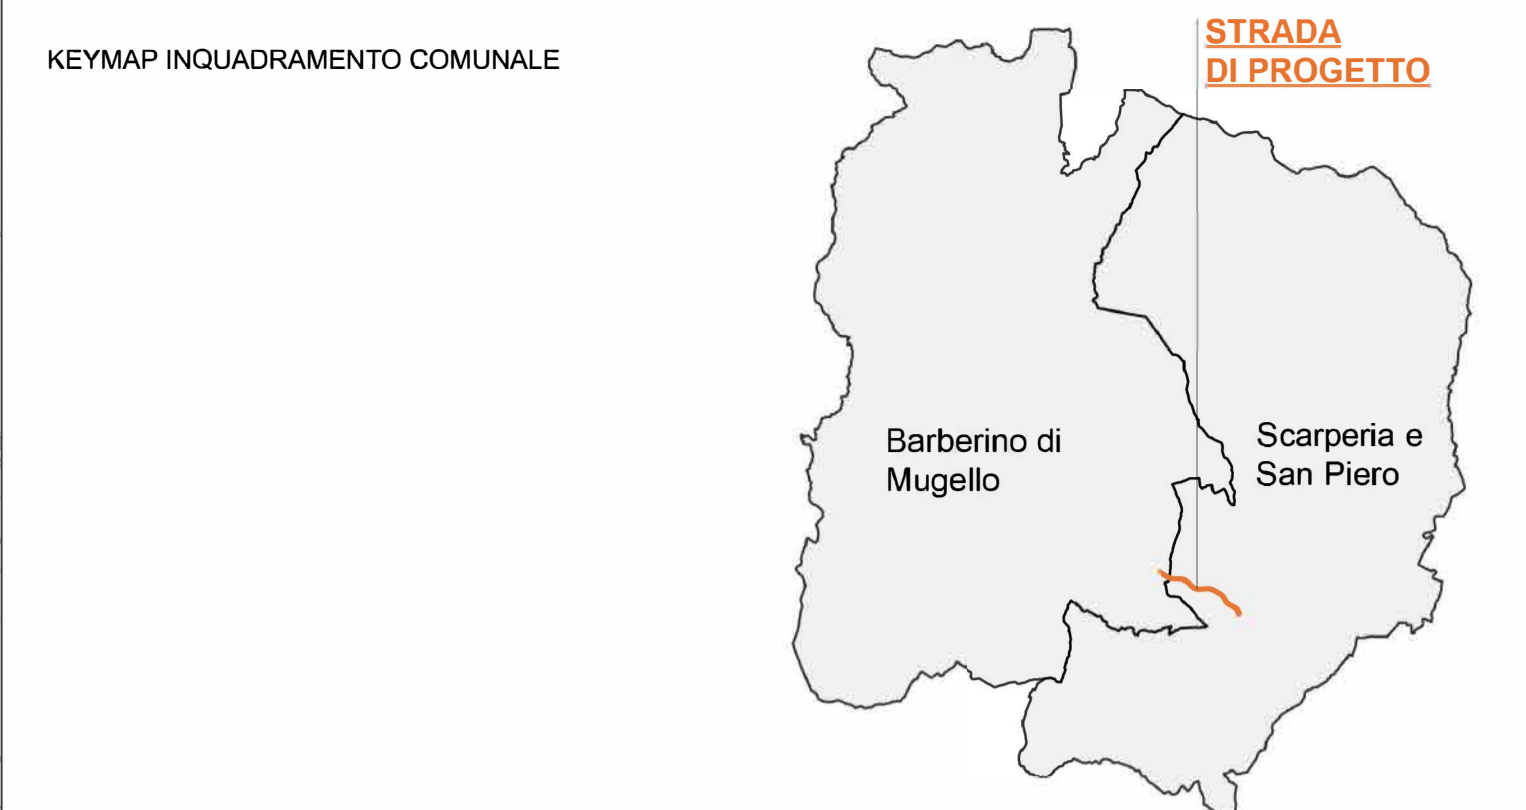 KEYMAP INQUADRAMENTO COMUNALE
STRADA
DI PROGETTO
Barberino di
Mugello
Scarperia e
San Piero